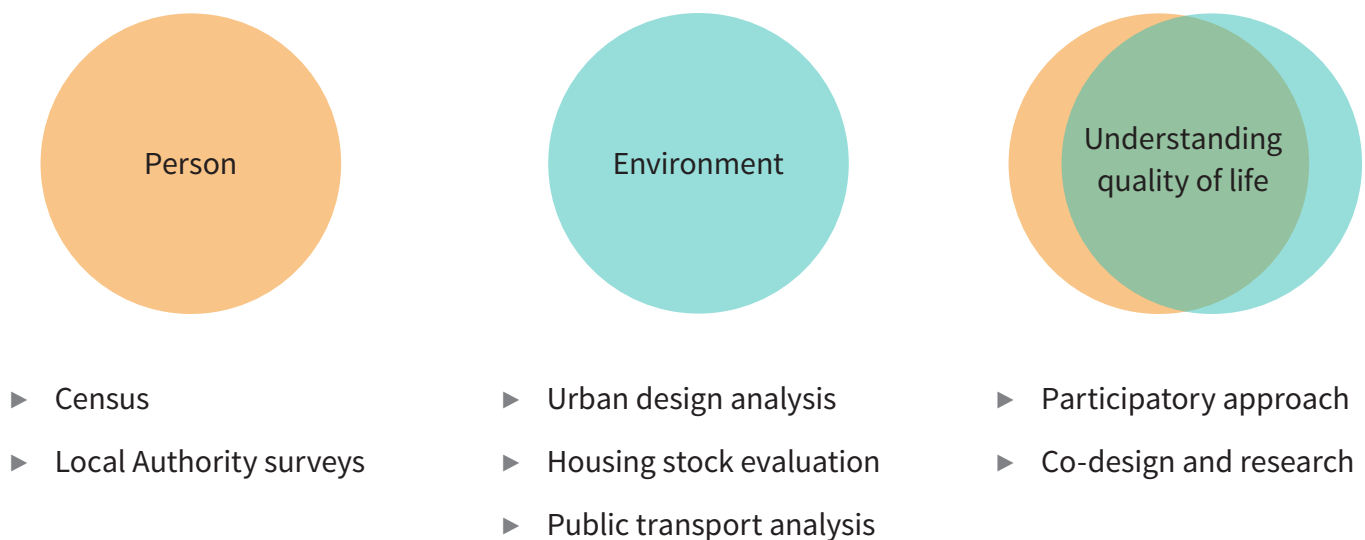 Person
Environment
Understanding
quality of life
► Census
► Local Authority surveys
► Urban design analysis
► Housing stock evaluation
► Public transport analysis
► Participatory approach
► Co-design and research